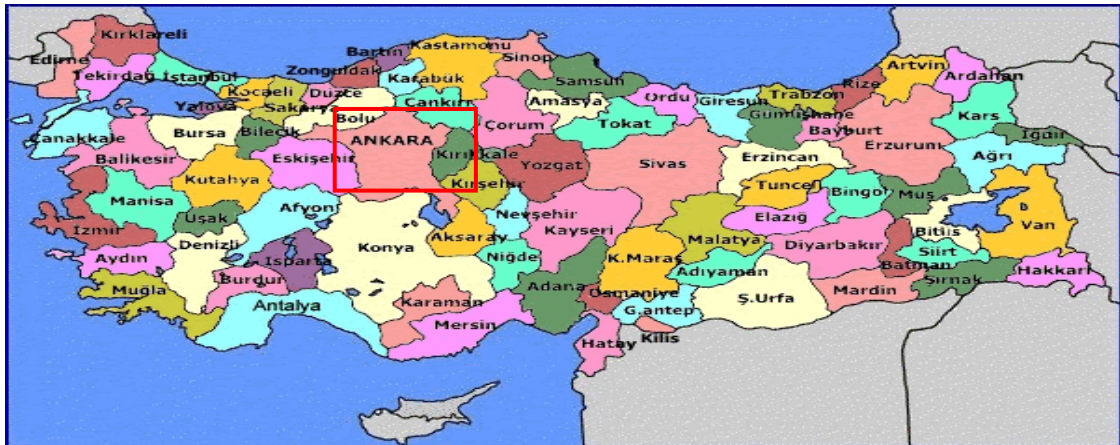 Kırklareli
Edirne
Tekirdağ
İstanbul
Kocaeli
Yalova
Sakarya
Düzce
Zonguldak
Bartın
Karabük
Kastamonu
Sinop
Samsun
Ordu
Giresun
Trabzon
Rize
Artvin
Ardahan
Kars
Iğdır
Çanakkale
Balıkesir
Bursa
Bilecik
Bolu
Çankırı
Çorum
Amasya
Tokat
Gümüşhane
Bayburt
Erzurum
Ağrı
Kutahya
Eskişehir
ANKARA
Kırıkkale
Yozgat
Sivas
Erzincan
Manisa
Uşak
Afyon
Kırşehir
Nevşehir
Kayseri
Malatya
Elazığ
Bingol
Muş
Bitlis
Van
İzmir
Aydın
Denizli
Isparta
Konya
Aksaray
Niğde
K.Maraş
Adıyaman
Diyarbakır
Batman
Siirt
Şırnak
Hakkari
Muğla
Burdur
Antalya
Karaman
Mersin
Adana
Osmaniye
G.antep
Ş.Urfa
Mardin
Hatay
Kilis